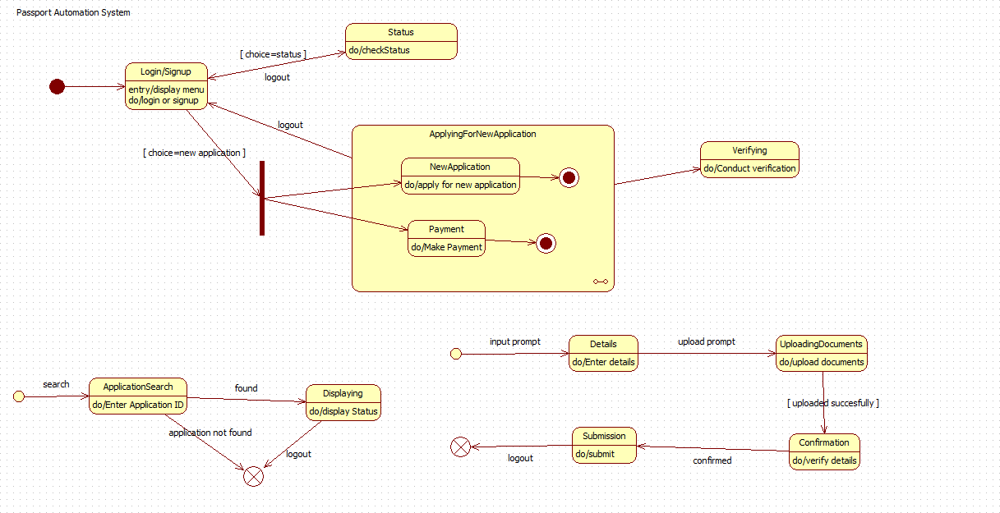 Passport Automation System
Status
do/checkStatus
[ choice=status ]
logout
Login/Signup
entry/display menu
do/login or signup
logout
[ choice=new application ]
ApplyingForNewApplication
NewApplication
do/apply for new application
Payment
do/Make Payment
Verifying
do/Conduct verification
input prompt
Details
do/Enter details
upload prompt
UploadingDocuments
do/upload documents
search
ApplicationSearch
do/Enter Application ID
found
Displaying
do/display Status
application not found
logout
[ uploaded succesfully ]
Submission
do/submit
Confirmation
do/verify details
logout
confirmed